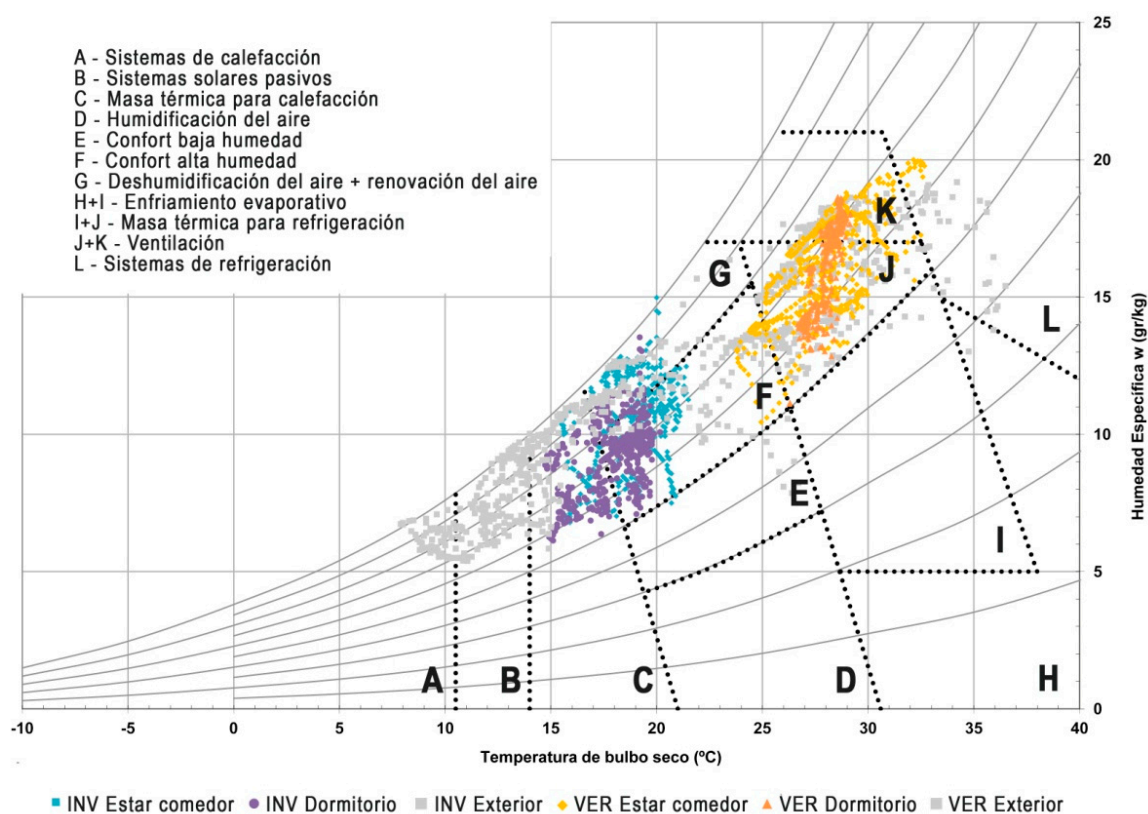 A - Sistemas de calefacción
B - Sistemas solares pasivos
C - Masa térmica para calefacción
D - Humidificación del aire
E - Confort baja humedad
F - Confort alta humedad
G - Deshumidificación del aire + renovación del aire
H+I - Enfriamiento evaporativo
I+J - Masa térmica para refrigeración
J+K - Ventilación
L - Sistemas de refrigeración
25
20
15
10
5
0
Humedad Específica w (gr/kg)
K
G
J
L
F
E
I
A
B
C
D
H
-10 -5 0 5 10 15 20 25 30 35 40
Temperatura de bulbo seco (ºC)
INV Estar comedor INV Dormitorio INV Exterior VER Estar comedor VER Dormitorio VER Exterior